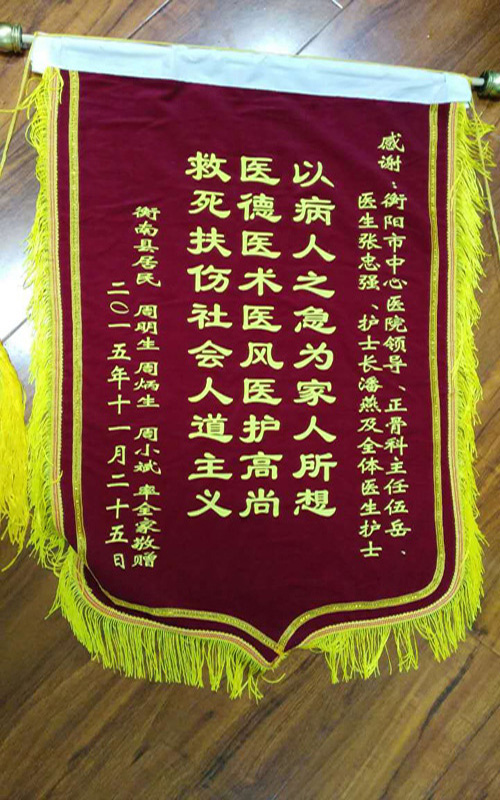 感谢：衡阳市中心医院领导、正骨科主任伍岳、
医生张忠强、护士长潘燕及全体医生护士
以病人之急为家人所想
医德医术医风医护高尚
救死扶伤社会人道主义
衡南县居民 周明生 周炳生 周小斌 率全家敬赠
二〇一五年十一月二十五日